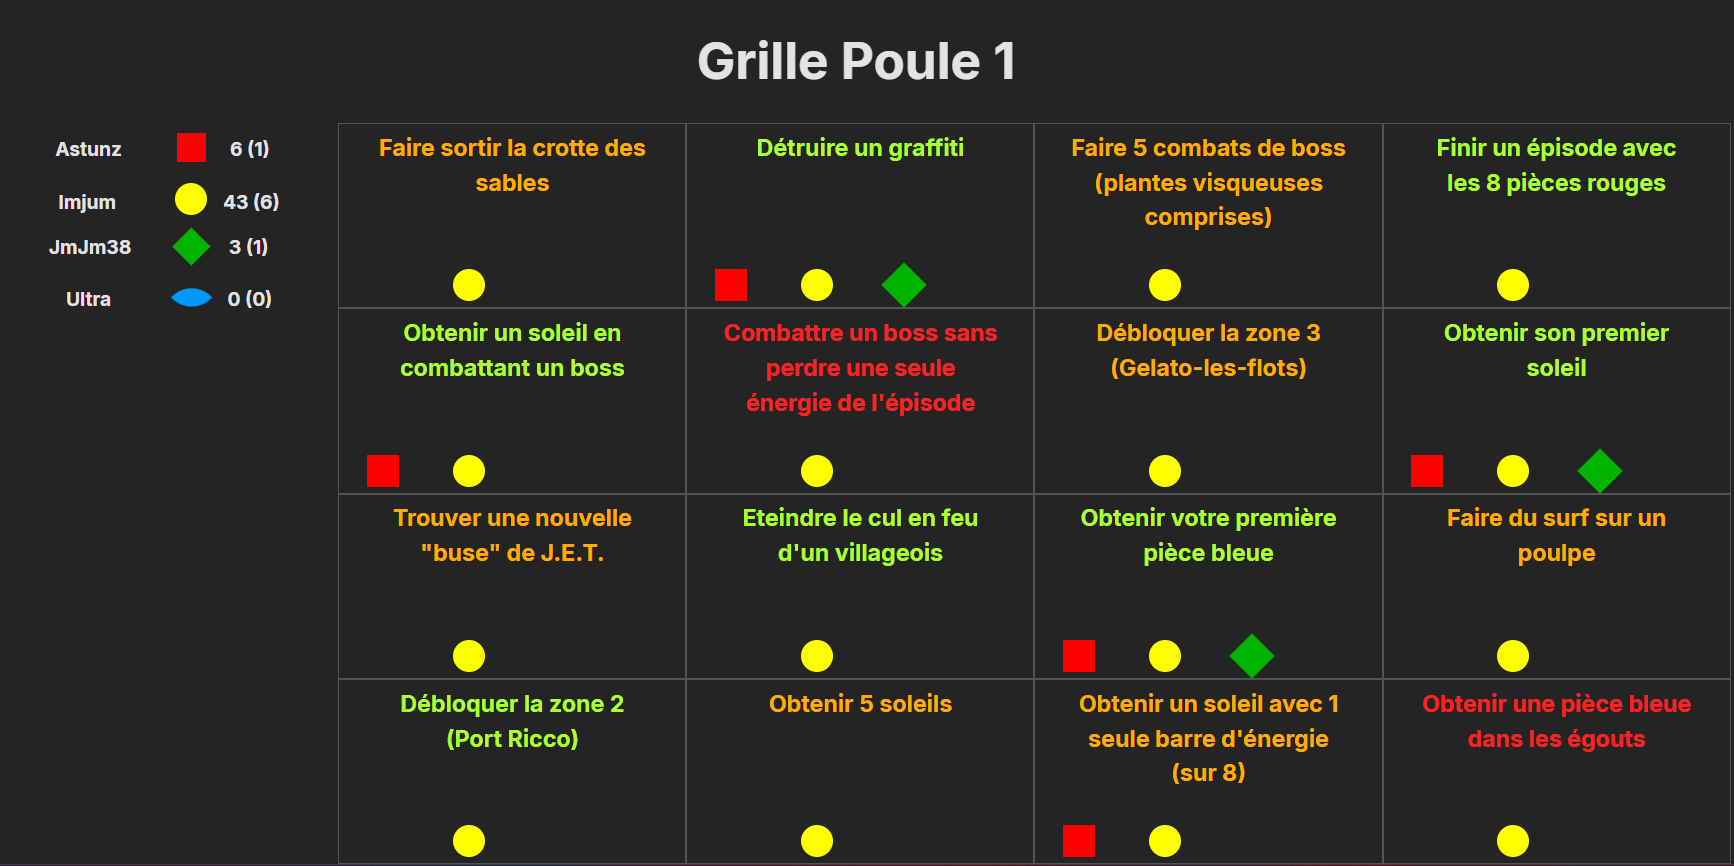 Grille Poule 1
Astunz 6 (1)
Imjum 43 (6)
JmJm38 3 (1)
Ultra 0 (0)
Faire sortir la crotte des
sables
Détruire un graffiti
Faire 5 combats de boss
(plantes visqueuses
comprises)
Finir un épisode avec
les 8 pièces rouges
Obtenir un soleil en
combattant un boss
Combattre un boss sans
perdre une seule
énergie de l'épisode
Débloquer la zone 3
(Gelato-les-flots)
Obtenir son premier
soleil
Trouver une nouvelle
"buse" de J.E.T.
Eteindre le cul en feu
d'un villageois
Obtenir votre première
pièce bleue
Faire du surf sur un
poulpe
Débloquer la zone 2
(Port Ricco)
Obtenir 5 soleils
Obtenir un soleil avec 1
seule barre d'énergie
(sur 8)
Obtenir une pièce bleue
dans les égouts